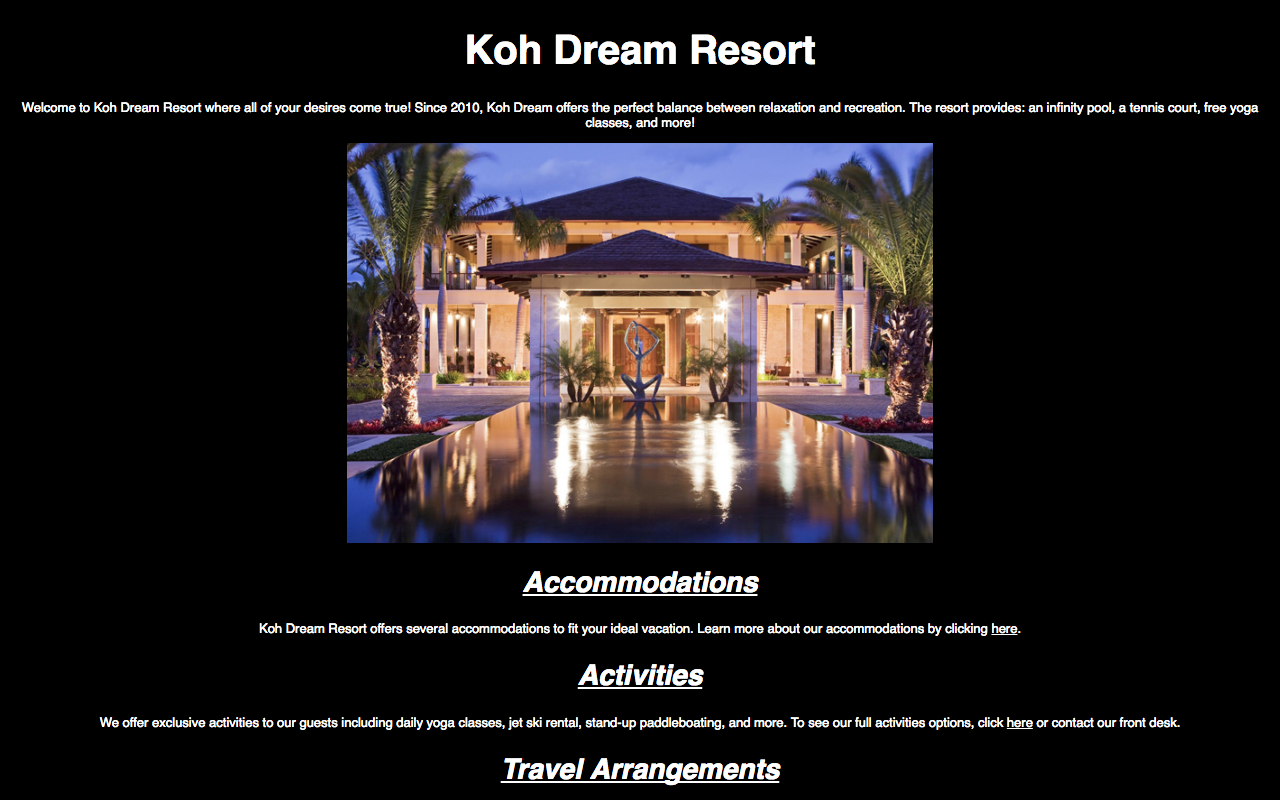 Koh Dream Resort
Welcome to Koh Dream Resort where all of your desires come true! Since 2010, Koh Dream offers the perfect balance between relaxation and recreation. The resort provides: an infinity pool, a tennis court, free yoga
classes, and more!
Accommodations
Koh Dream Resort offers several accommodations to fit your ideal vacation. Learn more about our accommodations by clicking here.
Activities
We offer exclusive activities to our guests including daily yoga classes, jet ski rental, stand-up paddleboating, and more. To see our full activities options, click here or contact our front desk.
Travel Arrangements